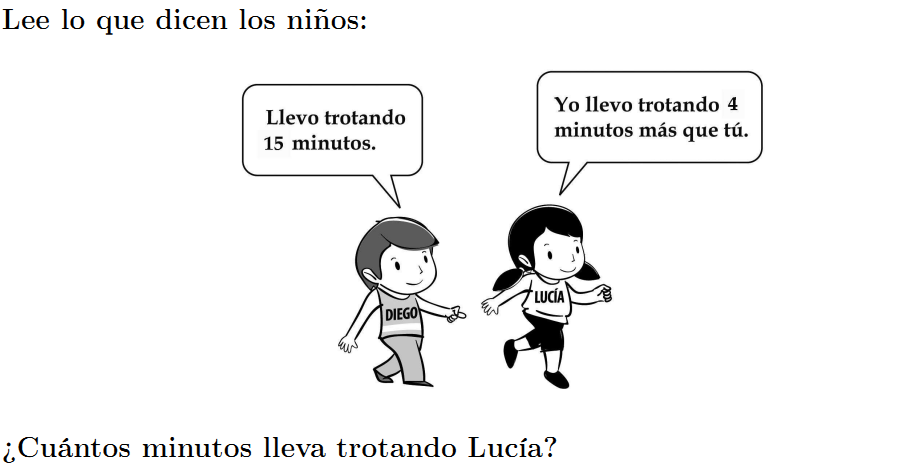 Lee lo que dicen los niños:
Llevo trotando
15 minutos.
Yo llevo trotando 4
minutos más que tú.
DIEGO
LUCÍA
¿Cuántos minutos lleva trotando Lucía?